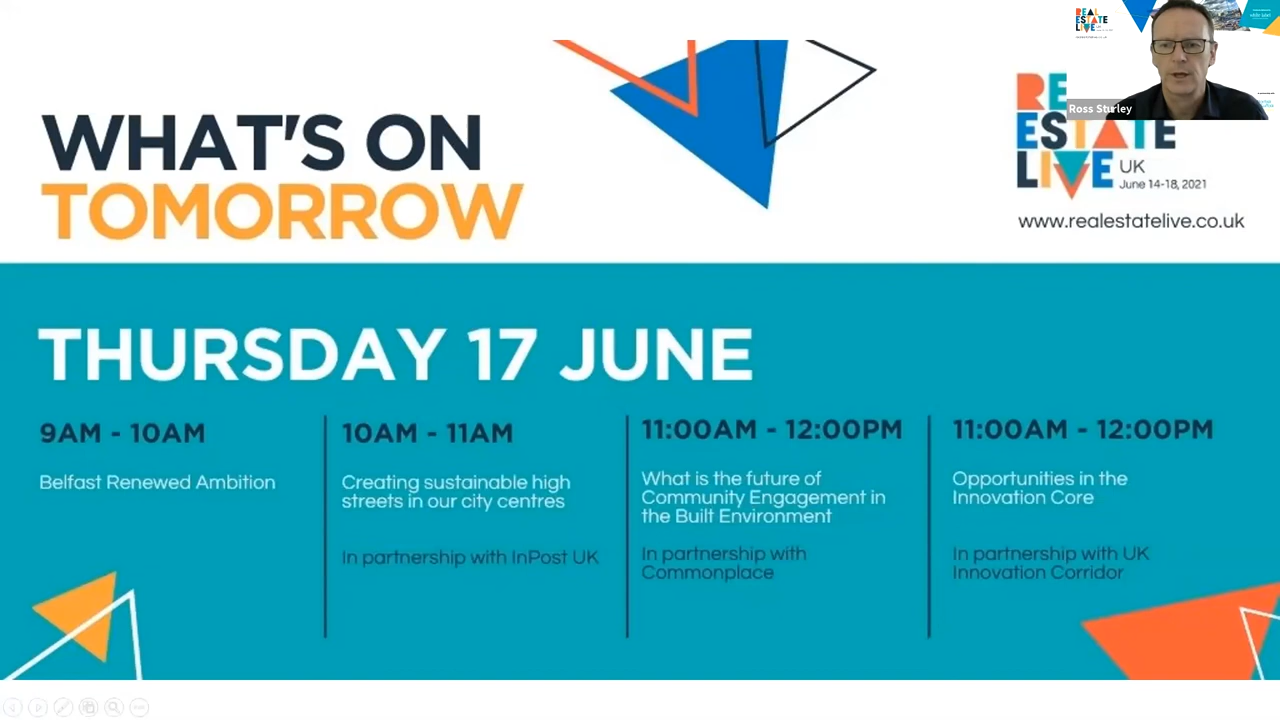 WHAT'S ON
TOMORROW
REAL
ESTATE
LIVE
Ross Sturley
RE
ESTATE
LIVE UK
June 14-18, 2021
www.realestatelive.co.uk
THURSDAY 17 JUNE
9AM - 10AM
Belfast Renewed Ambition
10AM - 11AM
Creating sustainable high
streets in our city centres
In partnership with InPost UK
11:00AM - 12:00PM
What is the future of
Community Engagement in
the Built Environment
In partnership with
Commonplace
11:00AM - 12:00PM
Opportunities in the
Innovation Core
In partnership with UK
Innovation Corridor